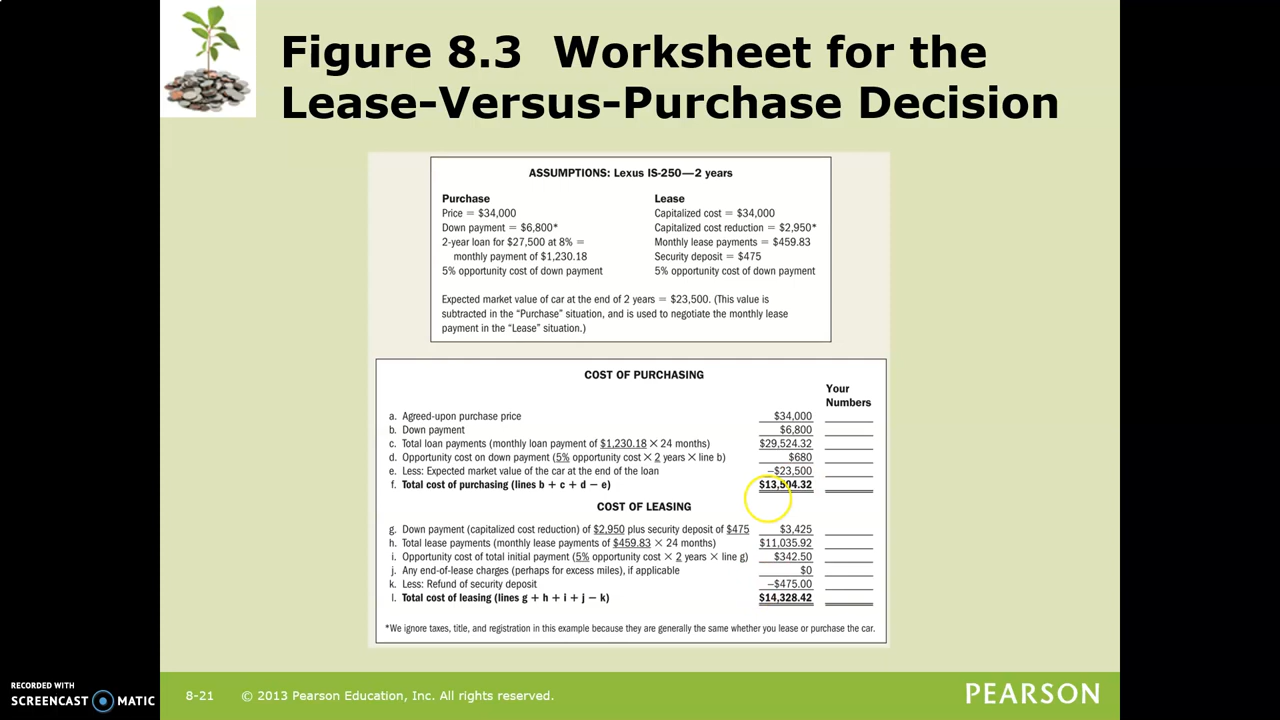 Figure 8.3 Worksheet for the
Lease-Versus-Purchase Decision
ASSUMPTIONS: Lexus IS-250—2 years
Purchase
Price = $34,000
Down payment = $6,800*
2-year loan for $27,500 at 8% =
monthly payment of $1,230.18
5% opportunity cost of down payment
Lease
Capitalized cost = $34,000
Capitalized cost reduction = $2,950*
Monthly lease payments = $459.83
Security deposit = $475
5% opportunity cost of down payment
Expected market value of car at the end of 2 years = $23,500. (This value is
subtracted in the “Purchase” situation, and is used to negotiate the monthly lease
payment in the “Lease” situation.)
COST OF PURCHASING
Your
Numbers
a. Agreed-upon purchase price $34,000
b. Down payment $6,800
c. Total loan payments (monthly loan payment of $1,230.18 × 24 months) $29,524.32
d. Opportunity cost on down payment (5% opportunity cost × 2 years × line b) $680
e. Less: Expected market value of the car at the end of the loan –$23,500
f. Total cost of purchasing (lines b + c + d – e) $13,504.32
COST OF LEASING
g. Down payment (capitalized cost reduction) of $2,950 plus security deposit of $475 $3,425
h. Total lease payments (monthly lease payments of $459.83 × 24 months) $11,035.92
i. Opportunity cost of total initial payment (5% opportunity cost × 2 years × line g) $342.50
j. Any end-of-lease charges (perhaps for excess miles), if applicable $0
k. Less: Refund of security deposit –$475.00
l. Total cost of leasing (lines g + h + i + j – k) $14,328.42
*We ignore taxes, title, and registration in this example because they are generally the same whether you lease or purchase the car.
8-21 © 2013 Pearson Education, Inc. All rights reserved.
PEARSON
RECORDED WITH
SCREENCAST MATIC